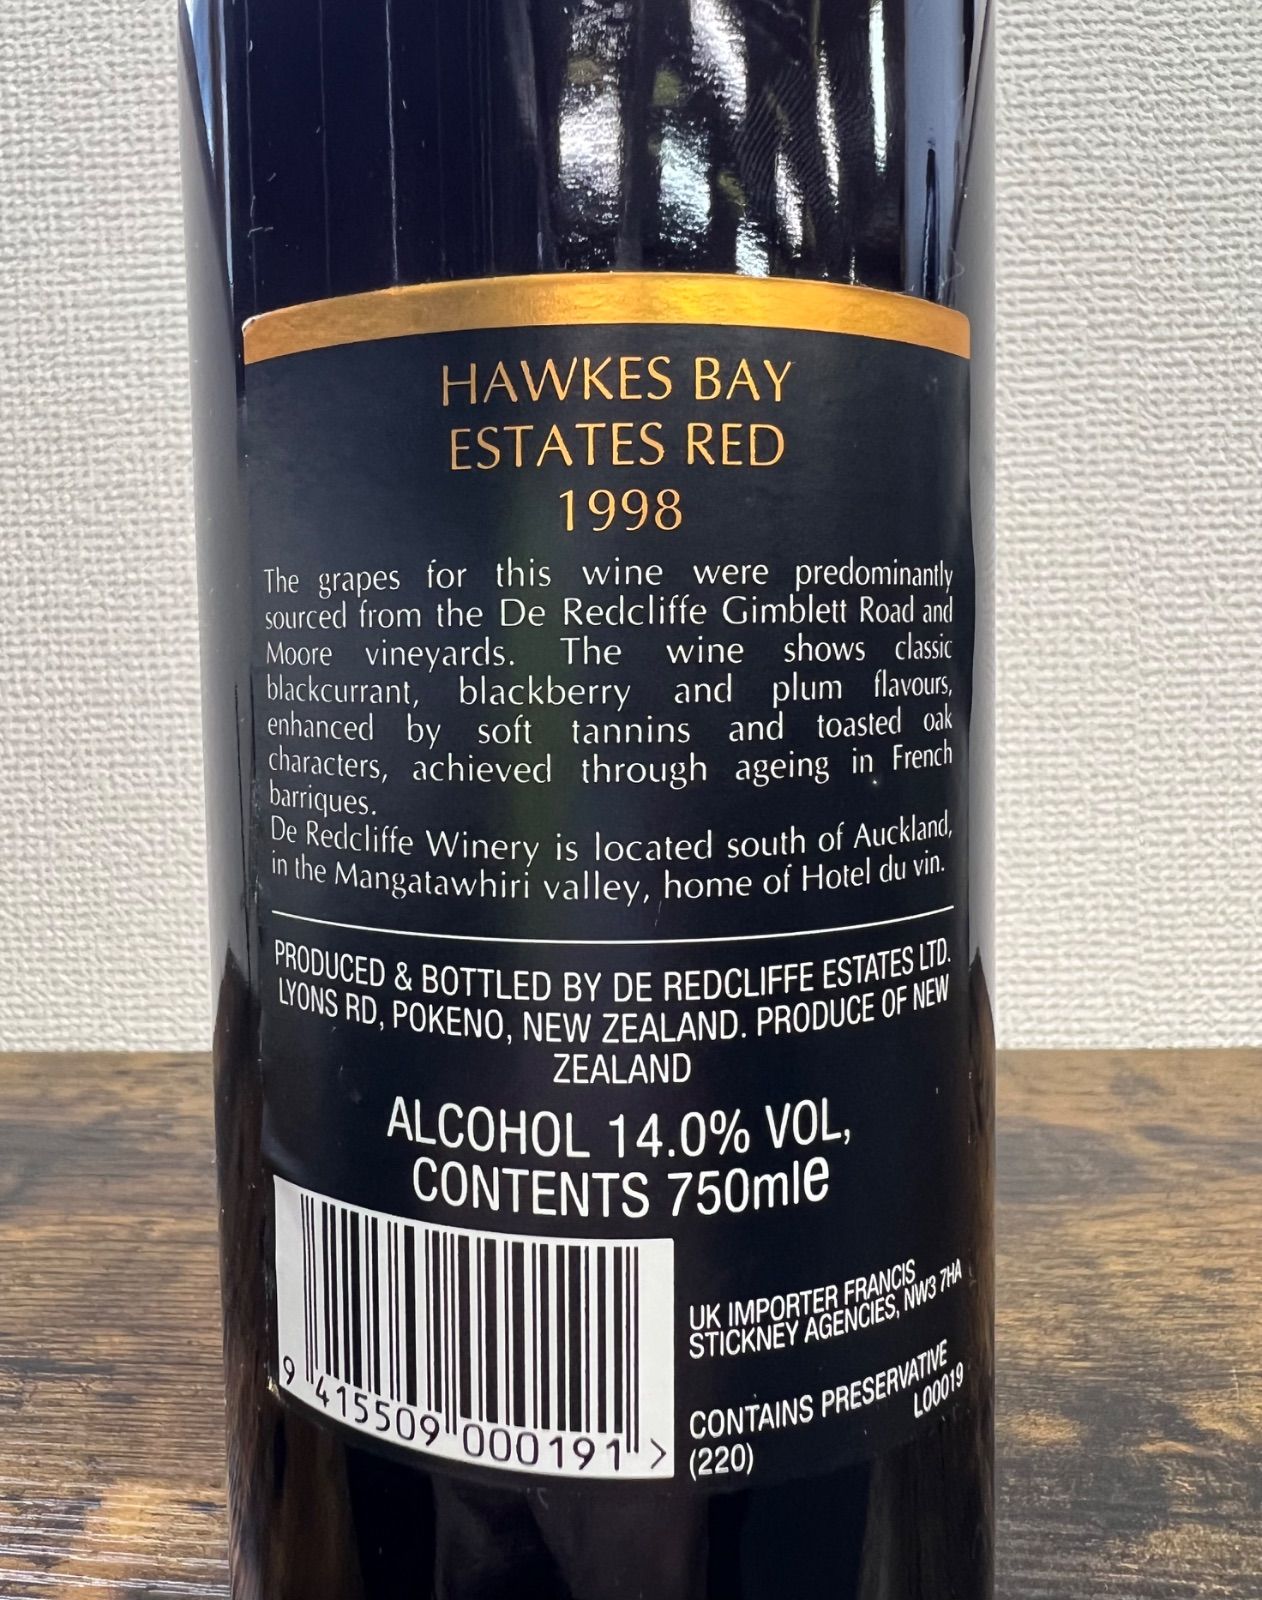 HAWKES BAY
ESTATES RED
1998
The grapes for this wine were predominantly
sourced from the De Redcliffe Gimblett Road and
Moore vineyards. The wine shows classic
blackcurrant, blackberry and plum flavours,
enhanced by soft tannins and toasted oak
characters, achieved through ageing in French
barriques.
De Redcliffe Winery is located south of Auckland,
in the Mangatawhiri valley, home of Hotel du vin.
PRODUCED & BOTTLED BY DE REDCLIFFE ESTATES LTD.
LYONS RD, POKENO, NEW ZEALAND. PRODUCE OF NEW
ZEALAND
ALCOHOL 14.0% VOL,
CONTENTS 750ml℮
9 415509 000191 >
UK IMPORTER FRANCIS
STICKNEY AGENCIES, NW3 7HA
CONTAINS PRESERVATIVE
(220)
L00019